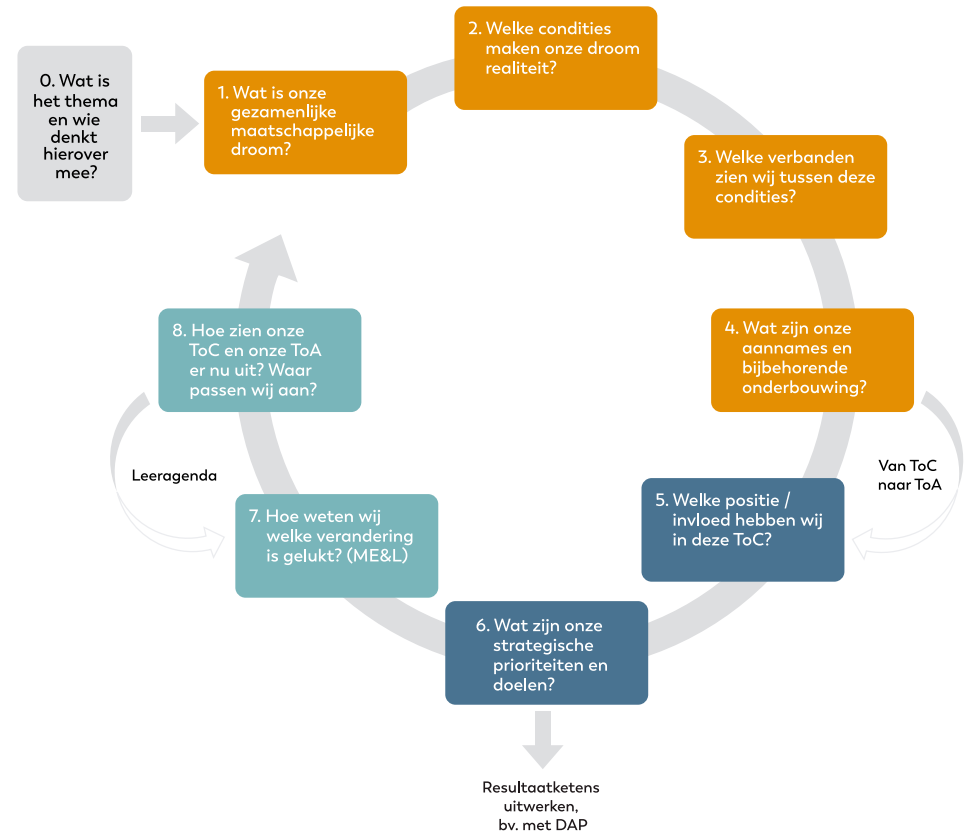 0. Wat is
het thema
en wie
denkt
hierover
mee?
1. Wat is onze
gezamenlijke
maatschappelijke
droom?
2. Welke condities
maken onze droom
realiteit?
3. Welke verbanden
zien wij tussen deze
condities?
4. Wat zijn onze
aannames en
bijbehorende
onderbouwing?
Van ToC
naar ToA
5. Welke positie /
invloed hebben wij
in deze ToC?
6. Wat zijn onze
strategische
prioriteiten en
doelen?
Resultaatketens
uitwerken,
bv. met DAP
7. Hoe weten wij
welke verandering
is gelukt? (ME&L)
Leeragenda
8. Hoe zien onze
ToC en onze ToA
er nu uit? Waar
passen wij aan?